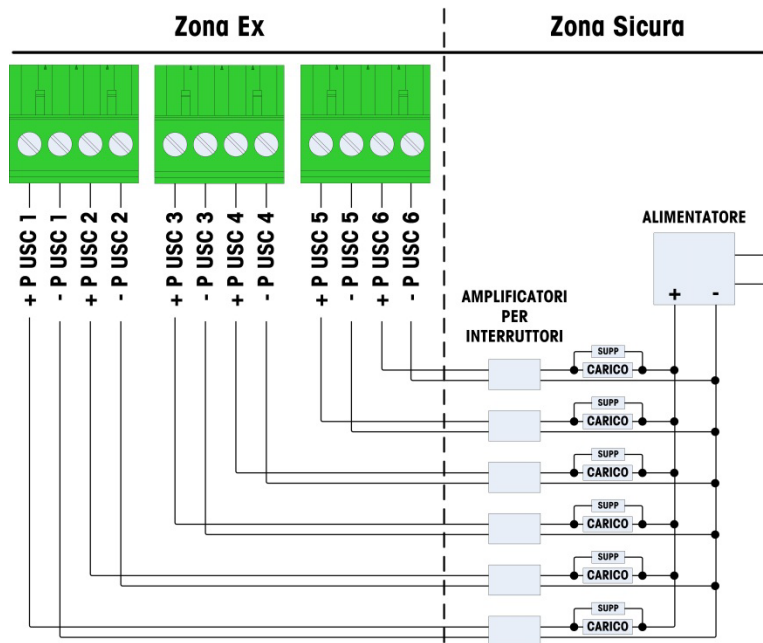 Zona Ex
Zona Sicura
+ P USC 1
- P USC 1
+ P USC 2
- P USC 2
+ P USC 3
- P USC 3
+ P USC 4
- P USC 4
+ P USC 5
- P USC 5
+ P USC 6
- P USC 6
ALIMENTATORE
+ -
AMPLIFICATORI
PER
INTERRUTTORI
SUPP
CARICO
SUPP
CARICO
SUPP
CARICO
SUPP
CARICO
SUPP
CARICO
SUPP
CARICO